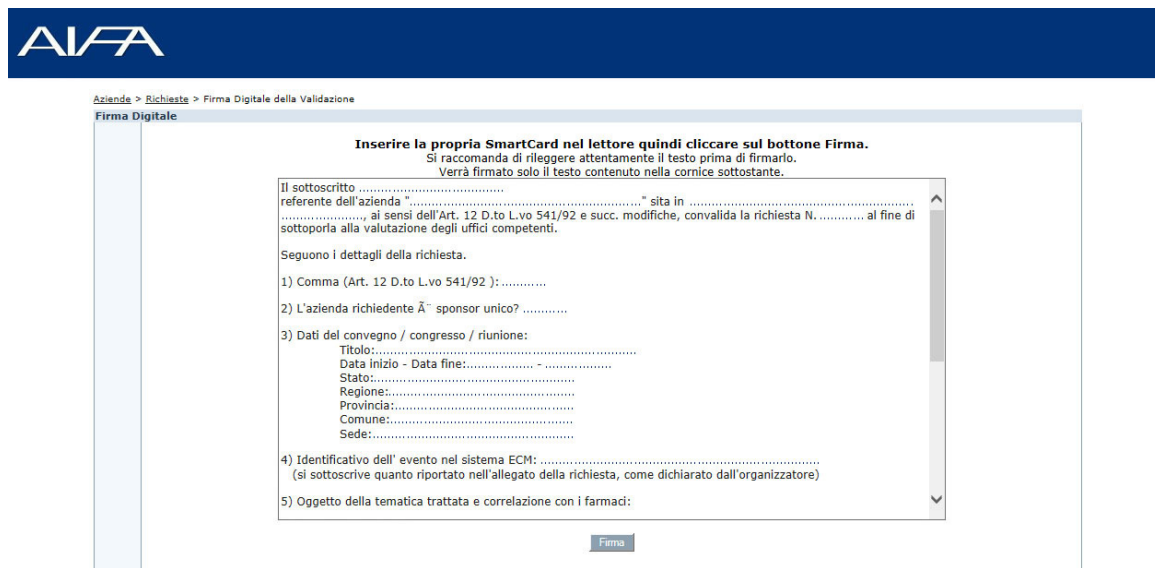 AIFA
Aziende > Richieste > Firma Digitale della Validazione
Firma Digitale
Inserire la propria SmartCard nel lettore quindi cliccare sul bottone Firma.
Si raccomanda di rileggere attentamente il testo prima di firmarlo.
Verrà firmato solo il testo contenuto nella cornice sottostante.
Il sottoscritto .......................................
referente dell'azienda ".............................................................." sita in ............................................................
......................, ai sensi dell'Art. 12 D.to L.vo 541/92 e succ. modifiche, convalida la richiesta N. ............ al fine di
sottoporla alla valutazione degli uffici competenti.
Seguono i dettagli della richiesta.
1) Comma (Art. 12 D.to L.vo 541/92 ): ............
2) L'azienda richiedente Ã¨ sponsor unico? ............
3) Dati del convegno / congresso / riunione:
Titolo:......................................................................
Data inizio - Data fine:.................. - ..................
Stato:......................................................
Regione:..................................................
Provincia:................................................
Comune:.................................................
Sede:......................................................
4) Identificativo dell' evento nel sistema ECM: ...........................................................................
(si sottoscrive quanto riportato nell'allegato della richiesta, come dichiarato dall'organizzatore)
5) Oggetto della tematica trattata e correlazione con i farmaci:
Firma